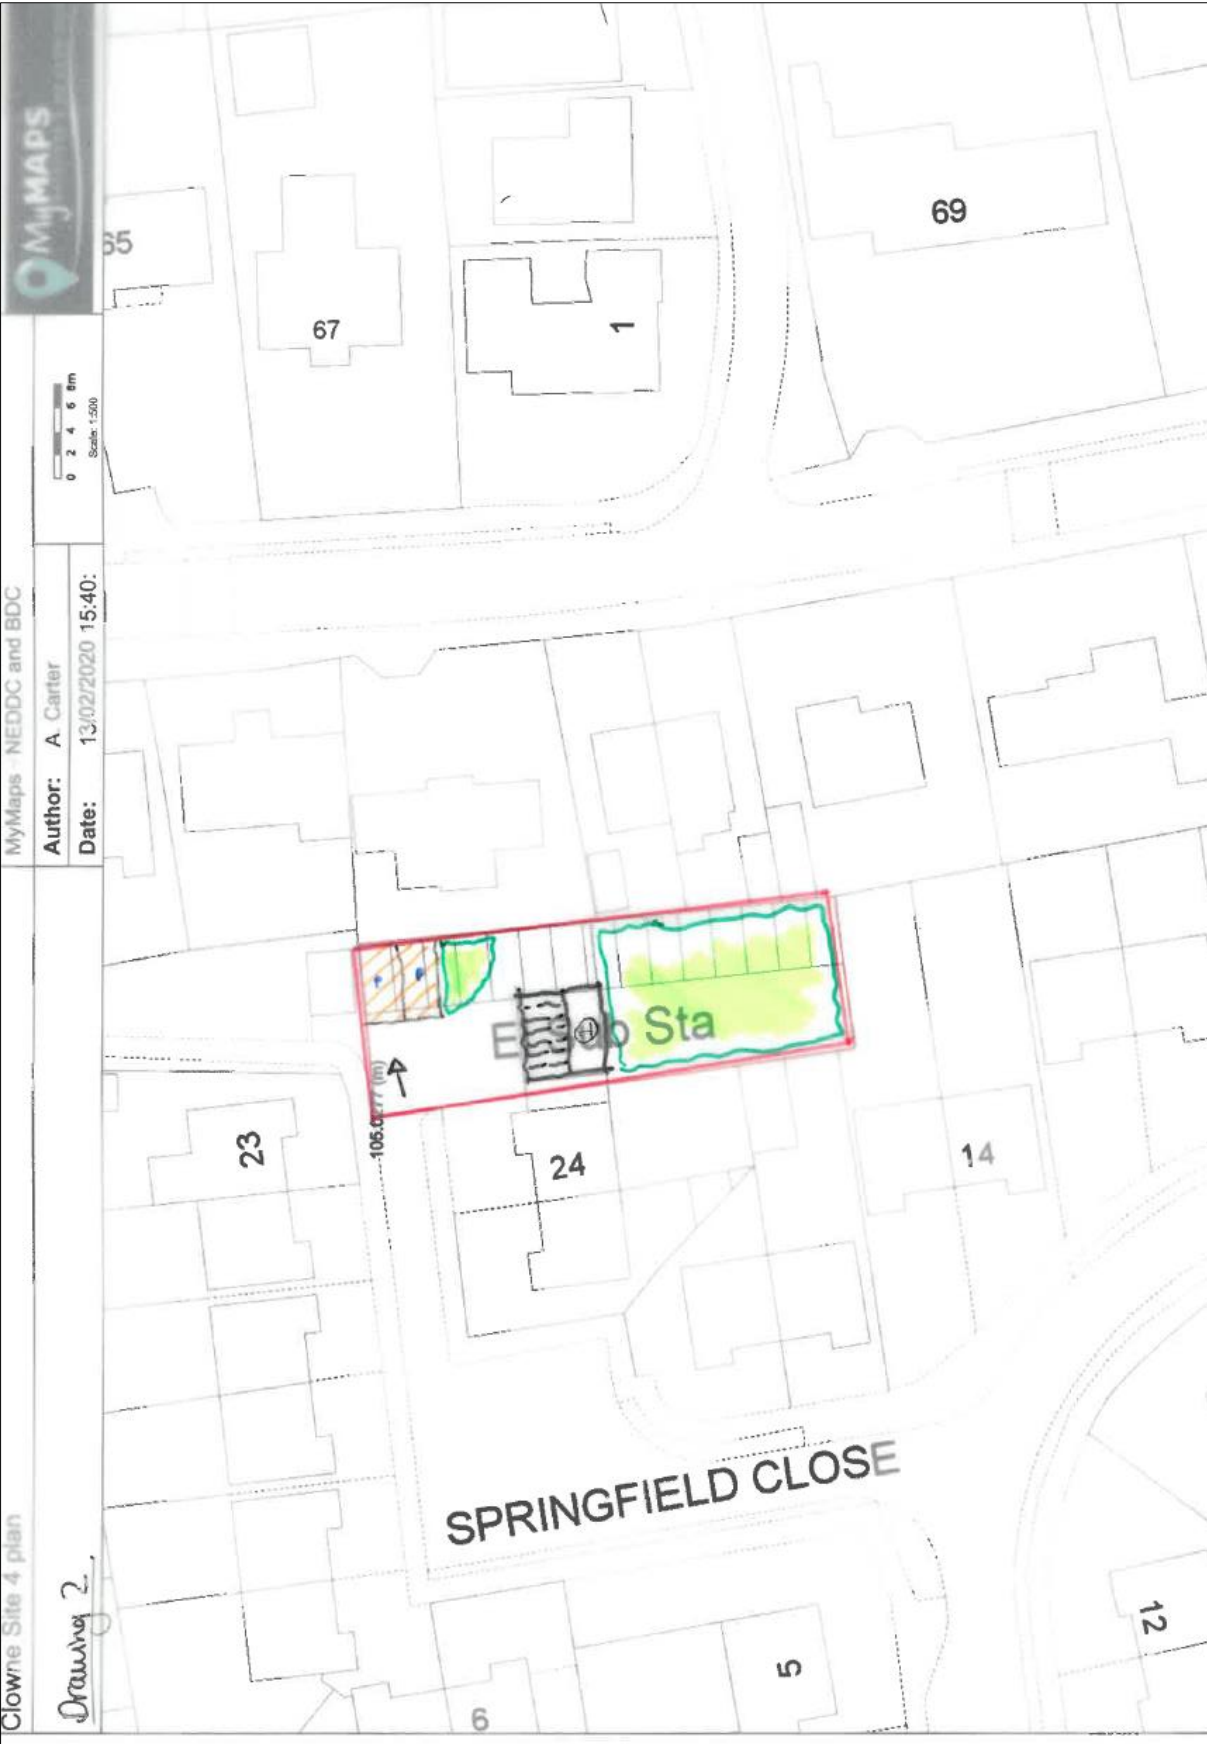 Clowne Site 4 plan
MyMaps - NEDDC and BDC
MyMAPS
Drawing 2
Author: A. Carter
Date: 13/02/2020 15:40:
0 2 4 6 8m
Scale: 1:500
65
67
1
69
23
24
14
Sta
SPRINGFIELD CLOSE
6
5
12